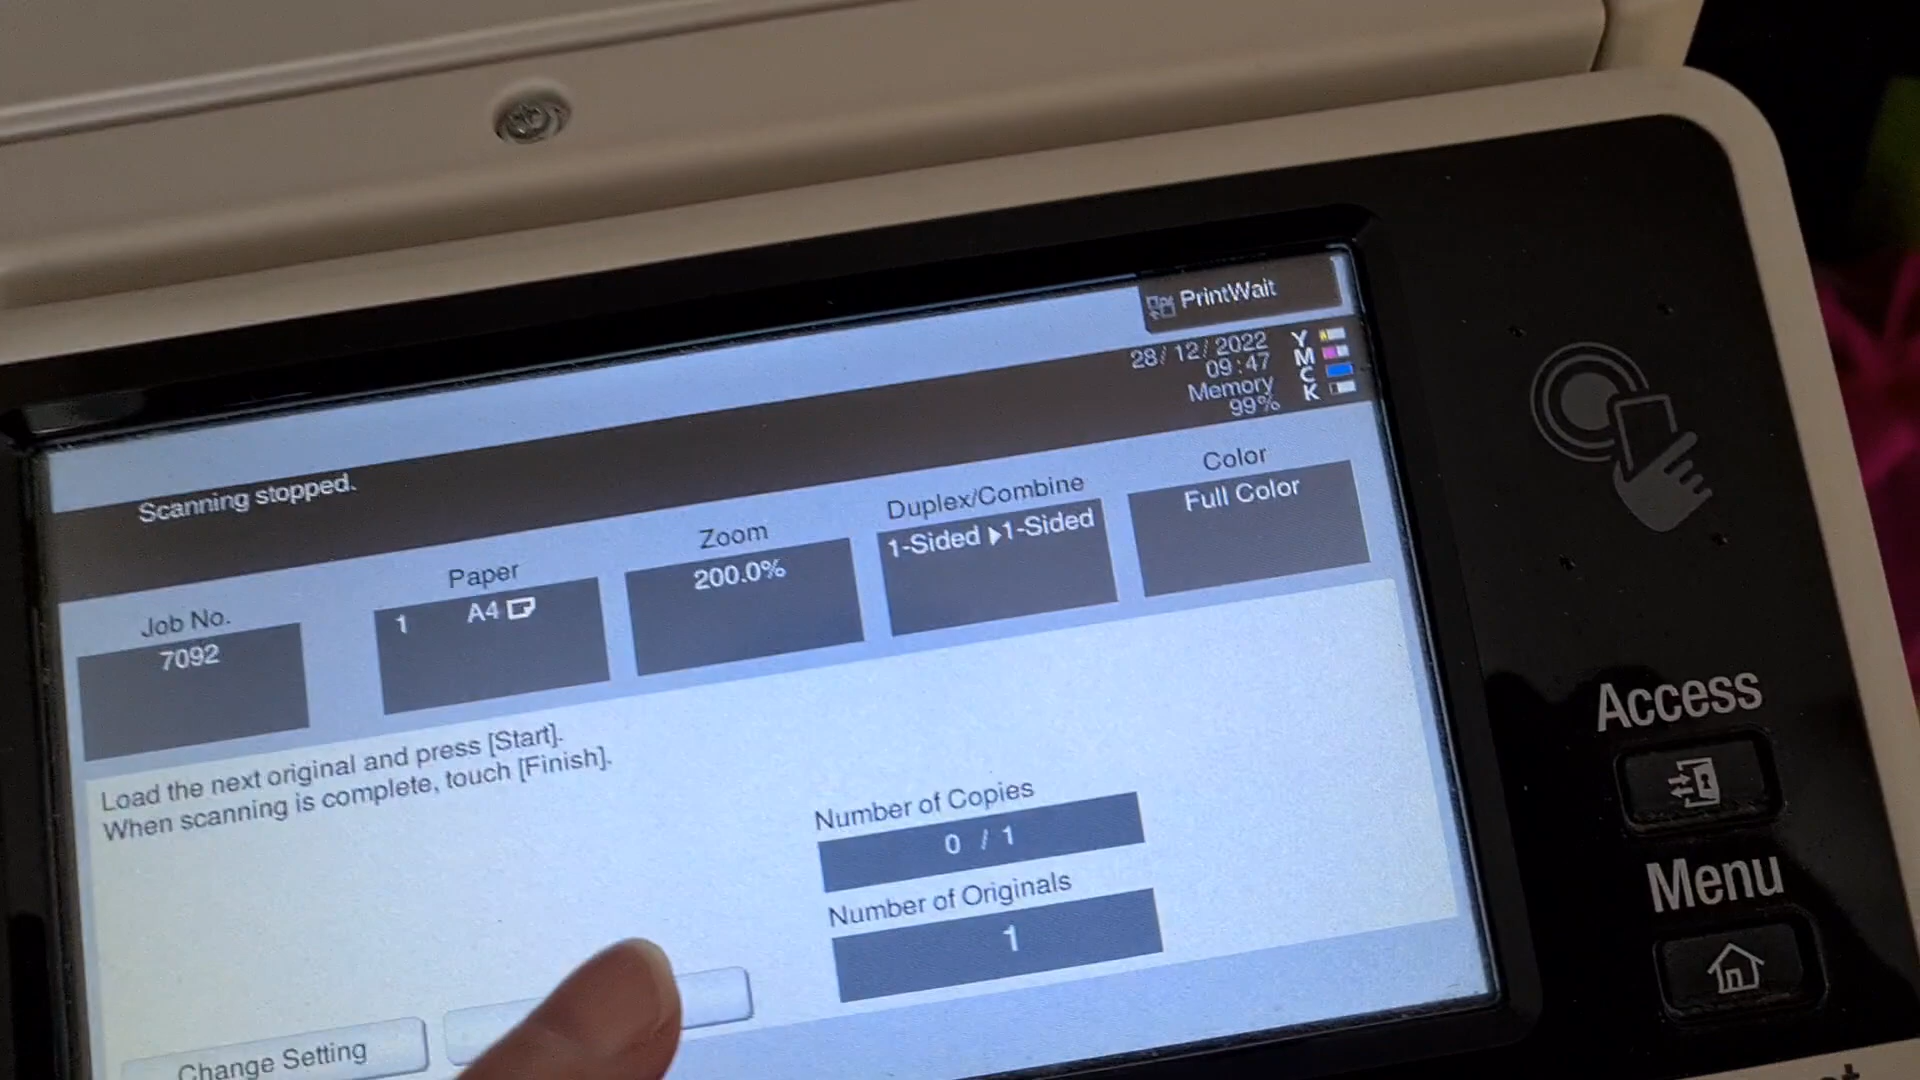 PrintWait
28/12/2022
09:47
Memory
99%
Y
M
C
K
Scanning stopped.
Job No.
7092
Paper
1 A4
Zoom
200.0%
Duplex/Combine
1-Sided ▶1-Sided
Color
Full Color
Load the next original and press [Start].
When scanning is complete, touch [Finish].
Number of Copies
0 / 1
Number of Originals
1
Change Setting
Access
Menu